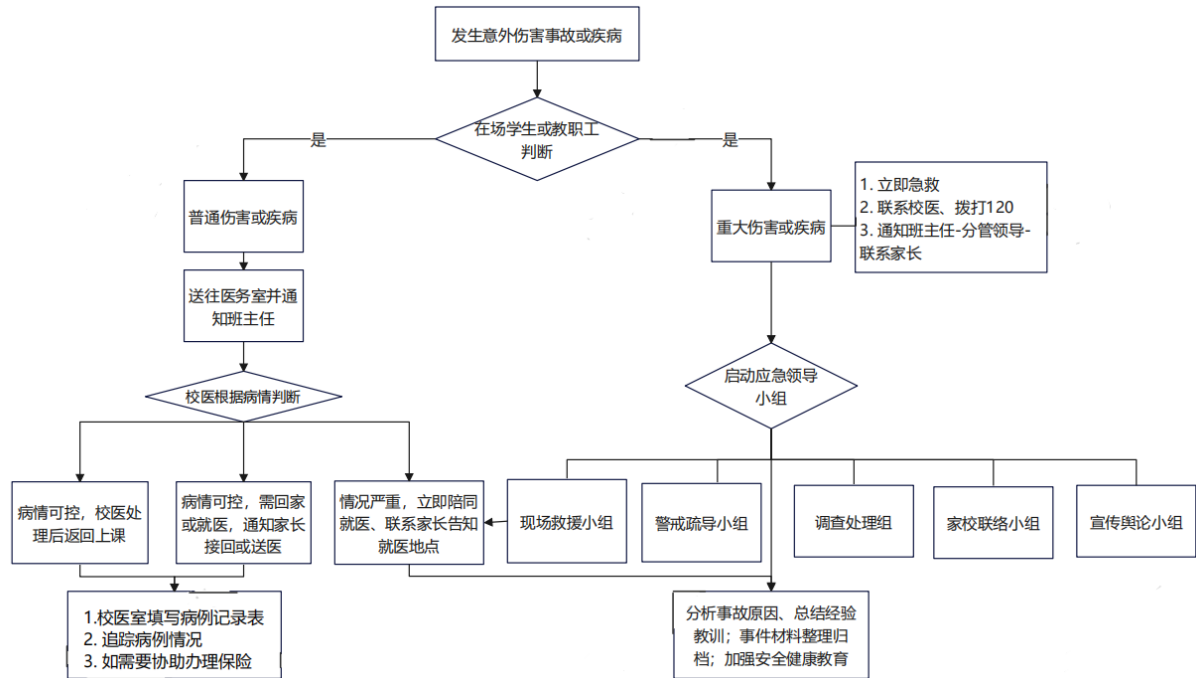 发生意外伤害事故或疾病
在场学生或教职工
判断
是
是
普通伤害或疾病
重大伤害或疾病
1. 立即急救
2. 联系校医、拨打120
3. 通知班主任-分管领导-
联系家长
送往医务室并通
知班主任
校医根据病情判断
启动应急领导
小组
病情可控，校医处
理后返回上课
病情可控，需回家
或就医，通知家长
接回或送医
情况严重，立即陪同
就医、联系家长告知
就医地点
现场救援小组
警戒疏导小组
调查处理组
家校联络小组
宣传舆论小组
1.校医室填写病例记录表
2. 追踪病例情况
3. 如需要协助办理保险
分析事故原因、总结经验
教训；事件材料整理归
档；加强安全健康教育